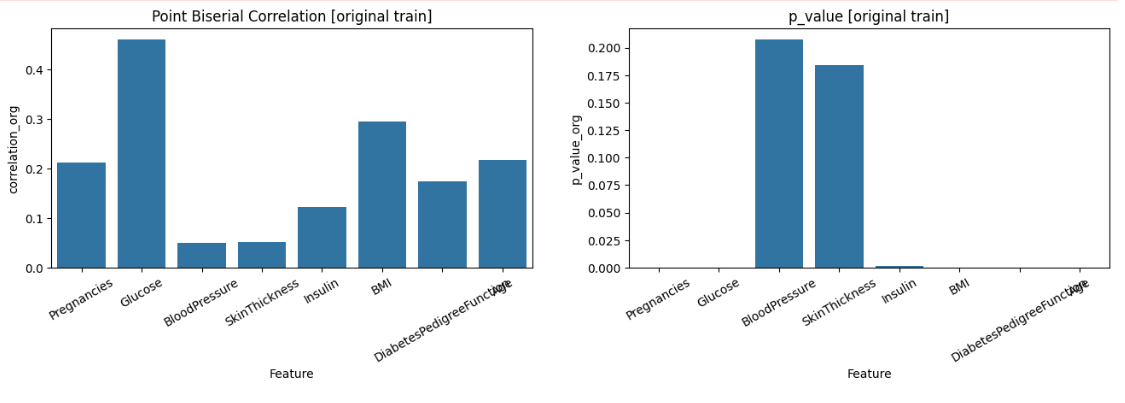 Point Biserial Correlation [original train]
correlation_org
0.4
0.3
0.2
0.1
0.0
Pregnancies
Glucose
BloodPressure
SkinThickness
Insulin
BMI
DiabetesPedigreeFunction
Age
Feature
p_value [original train]
p_value_org
0.200
0.175
0.150
0.125
0.100
0.075
0.050
0.025
0.000
Pregnancies
Glucose
BloodPressure
SkinThickness
Insulin
BMI
DiabetesPedigreeFunction
Age
Feature